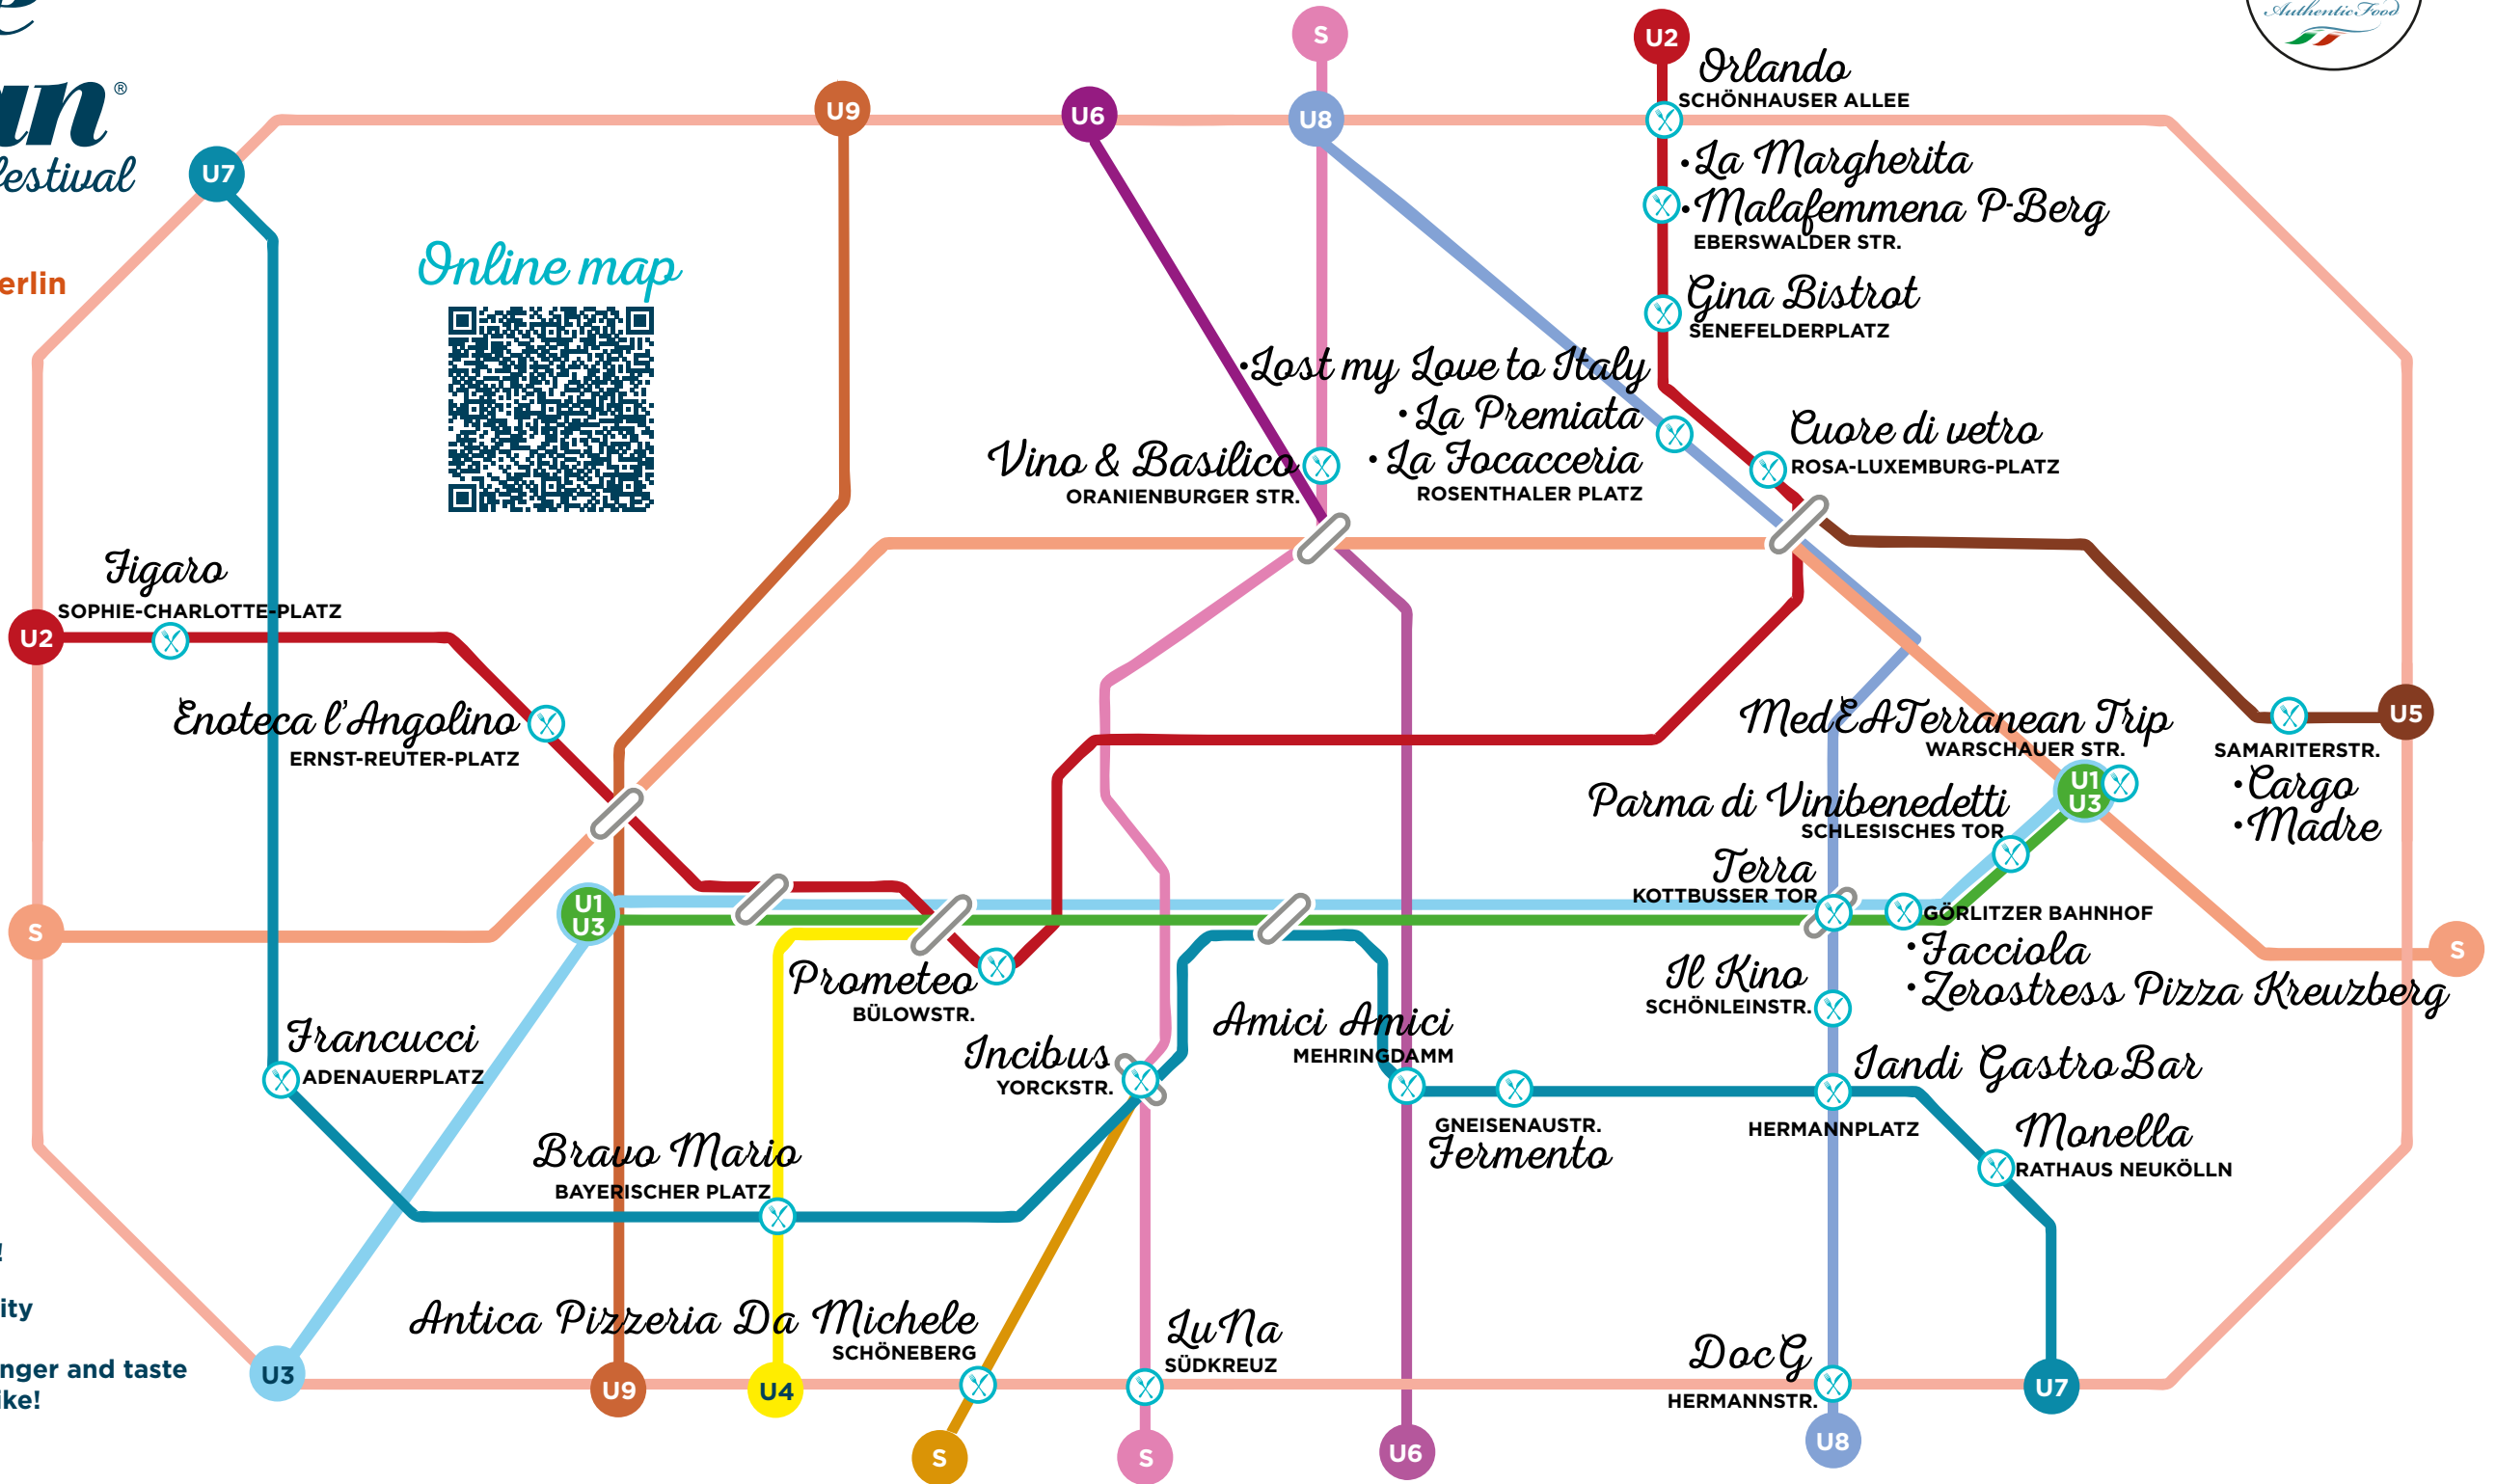 an®
festival
erlin
Authentic Food
Online map
S
U2
U9
U6
U8
U7
Orlando
SCHÖNHAUSER ALLEE
•La Margherita
•Malafemmena P-Berg
EBERSWALDER STR.
Gina Bistrot
SENEFELDERPLATZ
•Lost my Love to Italy
•La Premiata
•La Focacceria
ROSENTHALER PLATZ
Cuore di vetro
ROSA-LUXEMBURG-PLATZ
Vino & Basilico
ORANIENBURGER STR.
Figaro
SOPHIE-CHARLOTTE-PLATZ
U2
Enoteca l'Angolino
ERNST-REUTER-PLATZ
MedEATerranean Trip
WARSCHAUER STR.
U5
SAMARITERSTR.
•Cargo
•Madre
U1
U3
Parma di Vinibenedetti
SCHLESISCHES TOR
Terra
KOTTBUSSER TOR
GÖRLITZER BAHNHOF
•Facciola
•Zerostress Pizza Kreuzberg
S
S
U1
U3
Prometeo
BÜLOWSTR.
Il Kino
SCHÖNLEINSTR.
Francucci
ADENAUERPLATZ
Incibus
YORCKSTR.
Amici Amici
MEHRINGDAMM
Iandi GastroBar
HERMANNPLATZ
GNEISENAUSTR.
Fermento
Monella
RATHAUS NEUKÖLLN
Bravo Mario
BAYERISCHER PLATZ
Antica Pizzeria Da Michele
SCHÖNEBERG
LuNa
SÜDKREUZ
DocG
HERMANNSTR.
U3
U9
U4
U7
S
S
U6
U8
!
ity
nger and taste
ike!